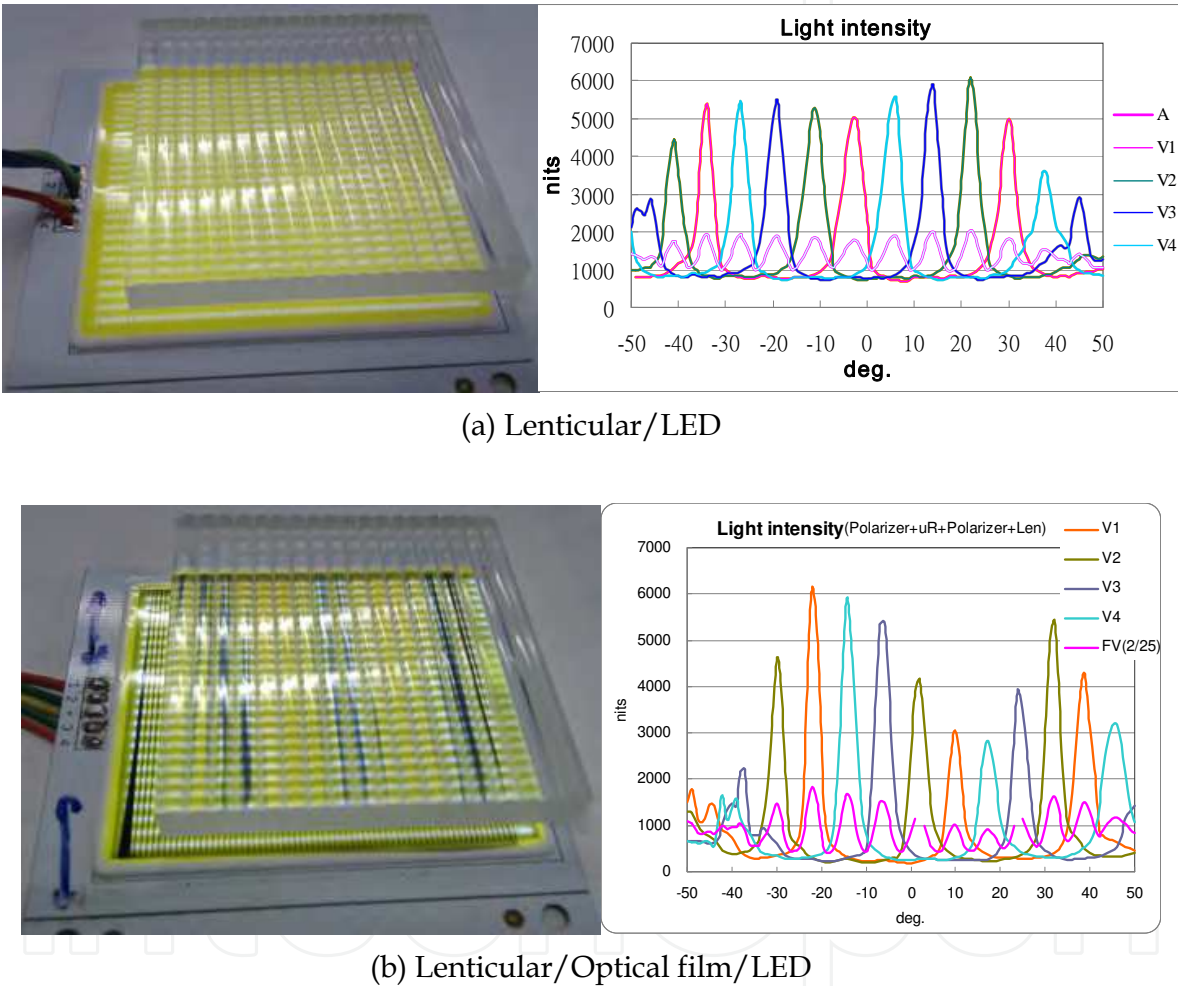 Light intensity
7000
6000
5000
4000
3000
2000
1000
0
nits
-50 -40 -30 -20 -10 0 10 20 30 40 50
deg.
A
V1
V2
V3
V4
(a) Lenticular/LED
Light intensity(Polarizer+uR+Polarizer+Len)
7000
6000
5000
4000
3000
2000
1000
0
nits
-50 -40 -30 -20 -10 0 10 20 30 40 50
deg.
V1
V2
V3
V4
FV(2/25)
(b) Lenticular/Optical film/LED